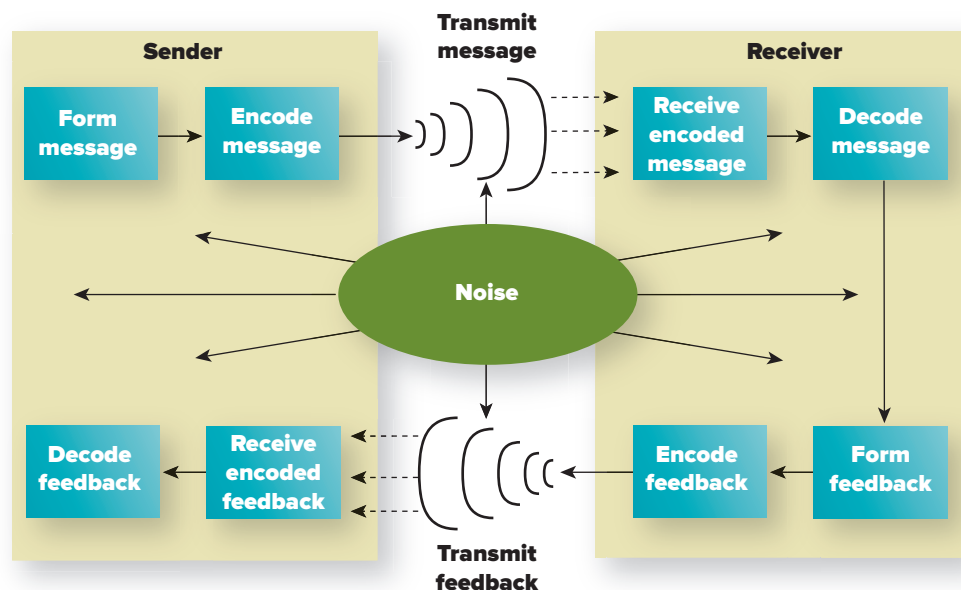 Transmit
message
Sender
Receiver
Form
message
Encode
message
Receive
encoded
message
Decode
message
Noise
Decode
feedback
Receive
encoded
feedback
Encode
feedback
Form
feedback
Transmit
feedback